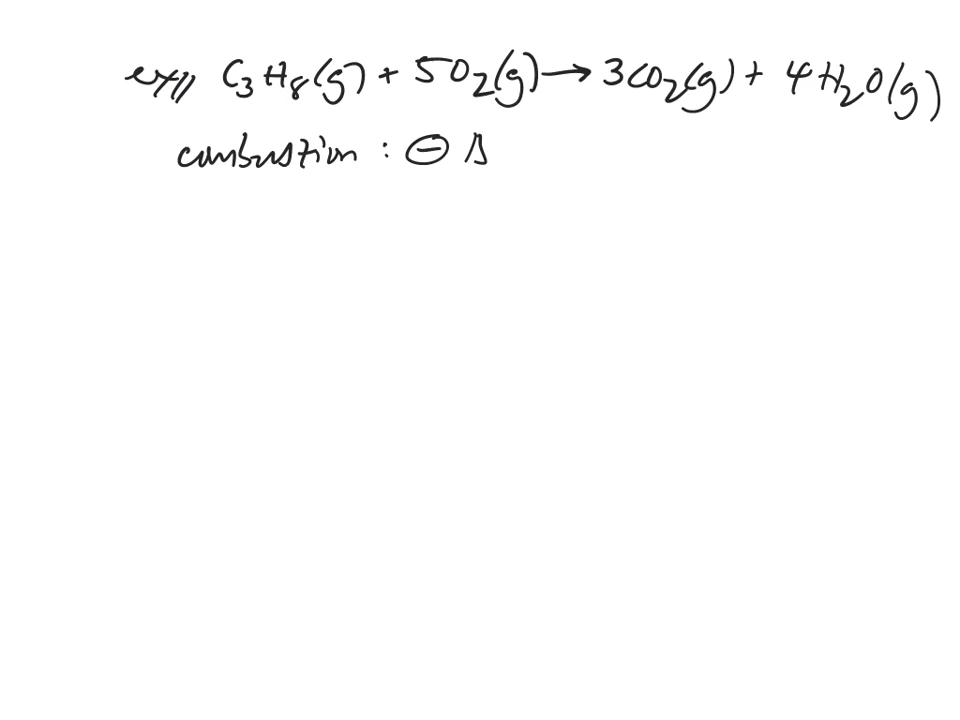 ex// C₃H₈(g) + 5O₂(g) → 3CO₂(g) + 4H₂O(g)
combustion : ⊖ Δ